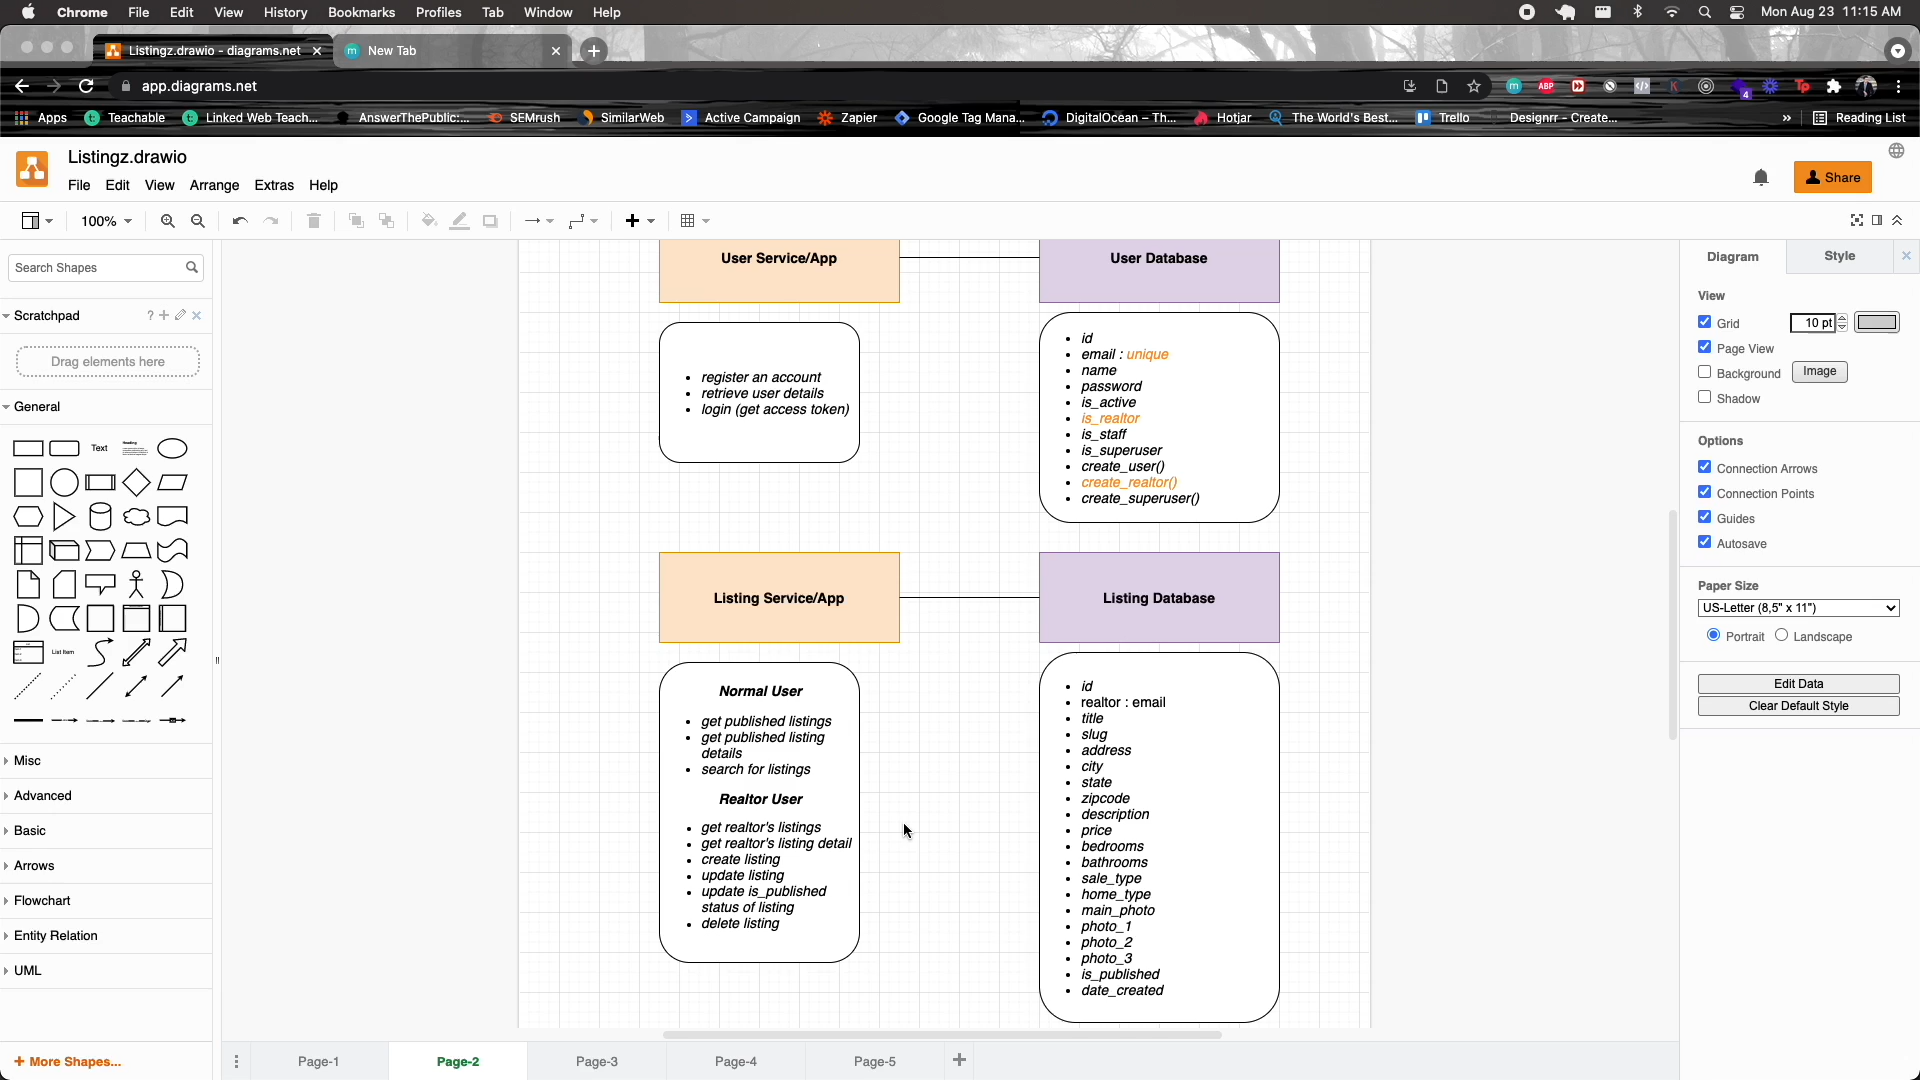 Chrome File Edit View History Bookmarks Profiles Tab Window Help Mon Aug 23 11:15 AM
Listingz.drawio - diagrams.net New Tab
app.diagrams.net
ABP
4
Tp
Apps Teachable Linked Web Teach... AnswerThePublic:... SEMrush SimilarWeb Active Campaign Zapier Google Tag Mana... DigitalOcean – Th... Hotjar The World's Best... Trello Designrr - Create... » Reading List
Listingz.drawio
File Edit View Arrange Extras Help
Share
100%
Search Shapes
Scratchpad
Drag elements here
General
Text
Heading
List Item
Misc
Advanced
Basic
Arrows
Flowchart
Entity Relation
UML
+ More Shapes...
User Service/App
User Database
• register an account
• retrieve user details
• login (get access token)
• id
• email : unique
• name
• password
• is_active
• is_realtor
• is_staff
• is_superuser
• create_user()
• create_realtor()
• create_superuser()
Listing Service/App
Listing Database
Normal User
• get published listings
• get published listing
details
• search for listings
Realtor User
• get realtor's listings
• get realtor's listing detail
• create listing
• update listing
• update is_published
status of listing
• delete listing
• id
• realtor : email
• title
• slug
• address
• city
• state
• zipcode
• description
• price
• bedrooms
• bathrooms
• sale_type
• home_type
• main_photo
• photo_1
• photo_2
• photo_3
• is_published
• date_created
Page-1 Page-2 Page-3 Page-4 Page-5
Diagram Style
View
Grid 10 pt
Page View
Background Image
Shadow
Options
Connection Arrows
Connection Points
Guides
Autosave
Paper Size
US-Letter (8,5" x 11")
Portrait Landscape
Edit Data
Clear Default Style